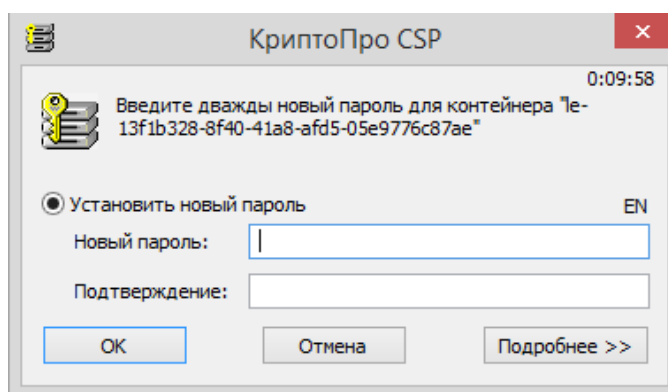 КриптоПро CSP
0:09:58
Введите дважды новый пароль для контейнера "le-
13f1b328-8f40-41a8-afd5-05e9776c87ae"
Установить новый пароль EN
Новый пароль:
Подтверждение:
ОК Отмена Подробнее >>